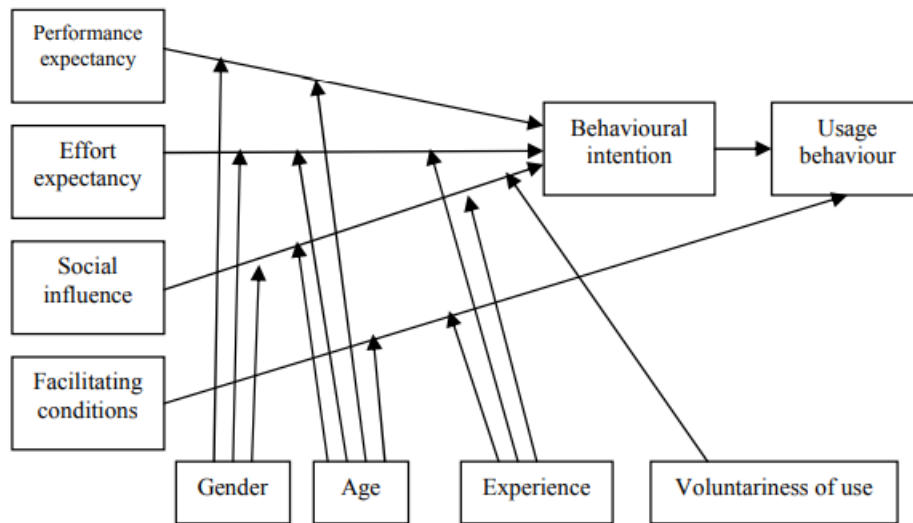 Performance
expectancy
Effort
expectancy
Social
influence
Facilitating
conditions
Behavioural
intention
Usage
behaviour
Gender
Age
Experience
Voluntariness of use